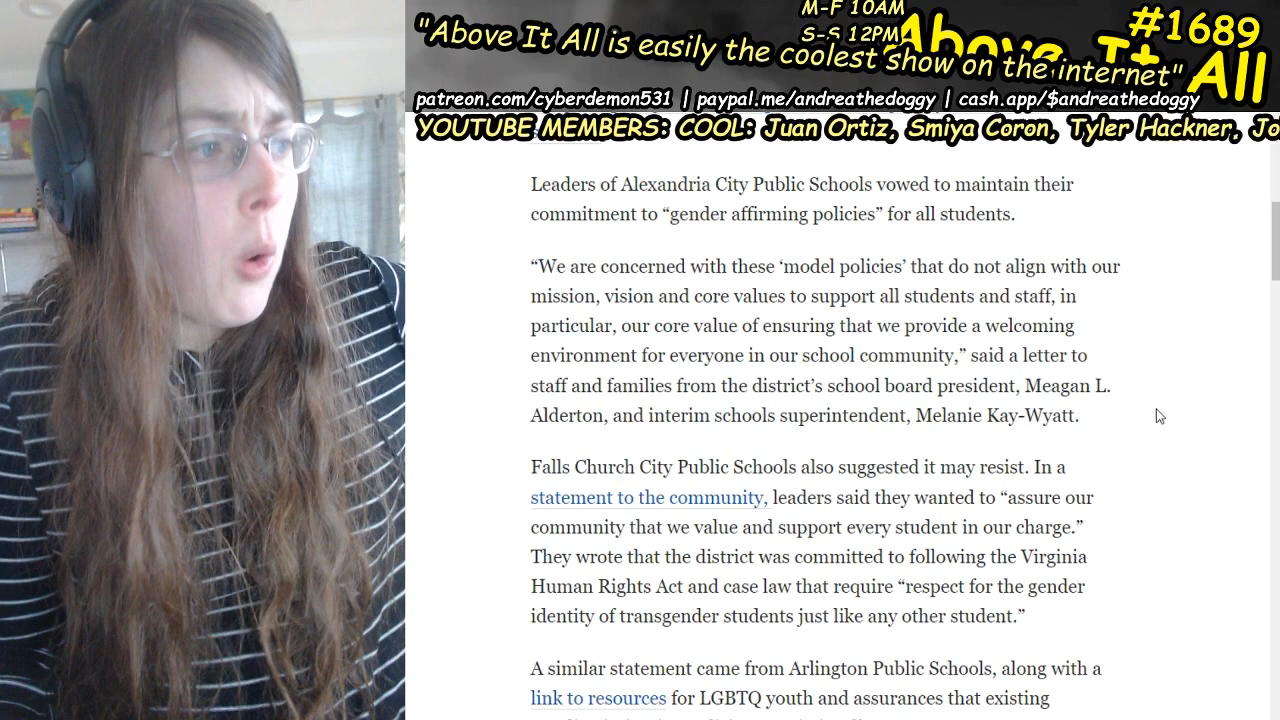 M-F 10AM
S-S 12PM
Above It All
#1689
"Above It All is easily the coolest show on the internet"
patreon.com/cyberdemon531 | paypal.me/andreathedoggy | cash.app/$andreathedoggy
YOUTUBE MEMBERS: COOL: Juan Ortiz, Smiya Coron, Tyler Hackner, Jo
Leaders of Alexandria City Public Schools vowed to maintain their
commitment to “gender affirming policies” for all students.
“We are concerned with these ‘model policies’ that do not align with our
mission, vision and core values to support all students and staff, in
particular, our core value of ensuring that we provide a welcoming
environment for everyone in our school community,” said a letter to
staff and families from the district’s school board president, Meagan L.
Alderton, and interim schools superintendent, Melanie Kay-Wyatt.
Falls Church City Public Schools also suggested it may resist. In a
statement to the community, leaders said they wanted to “assure our
community that we value and support every student in our charge.”
They wrote that the district was committed to following the Virginia
Human Rights Act and case law that require “respect for the gender
identity of transgender students just like any other student.”
A similar statement came from Arlington Public Schools, along with a
link to resources for LGBTQ youth and assurances that existing